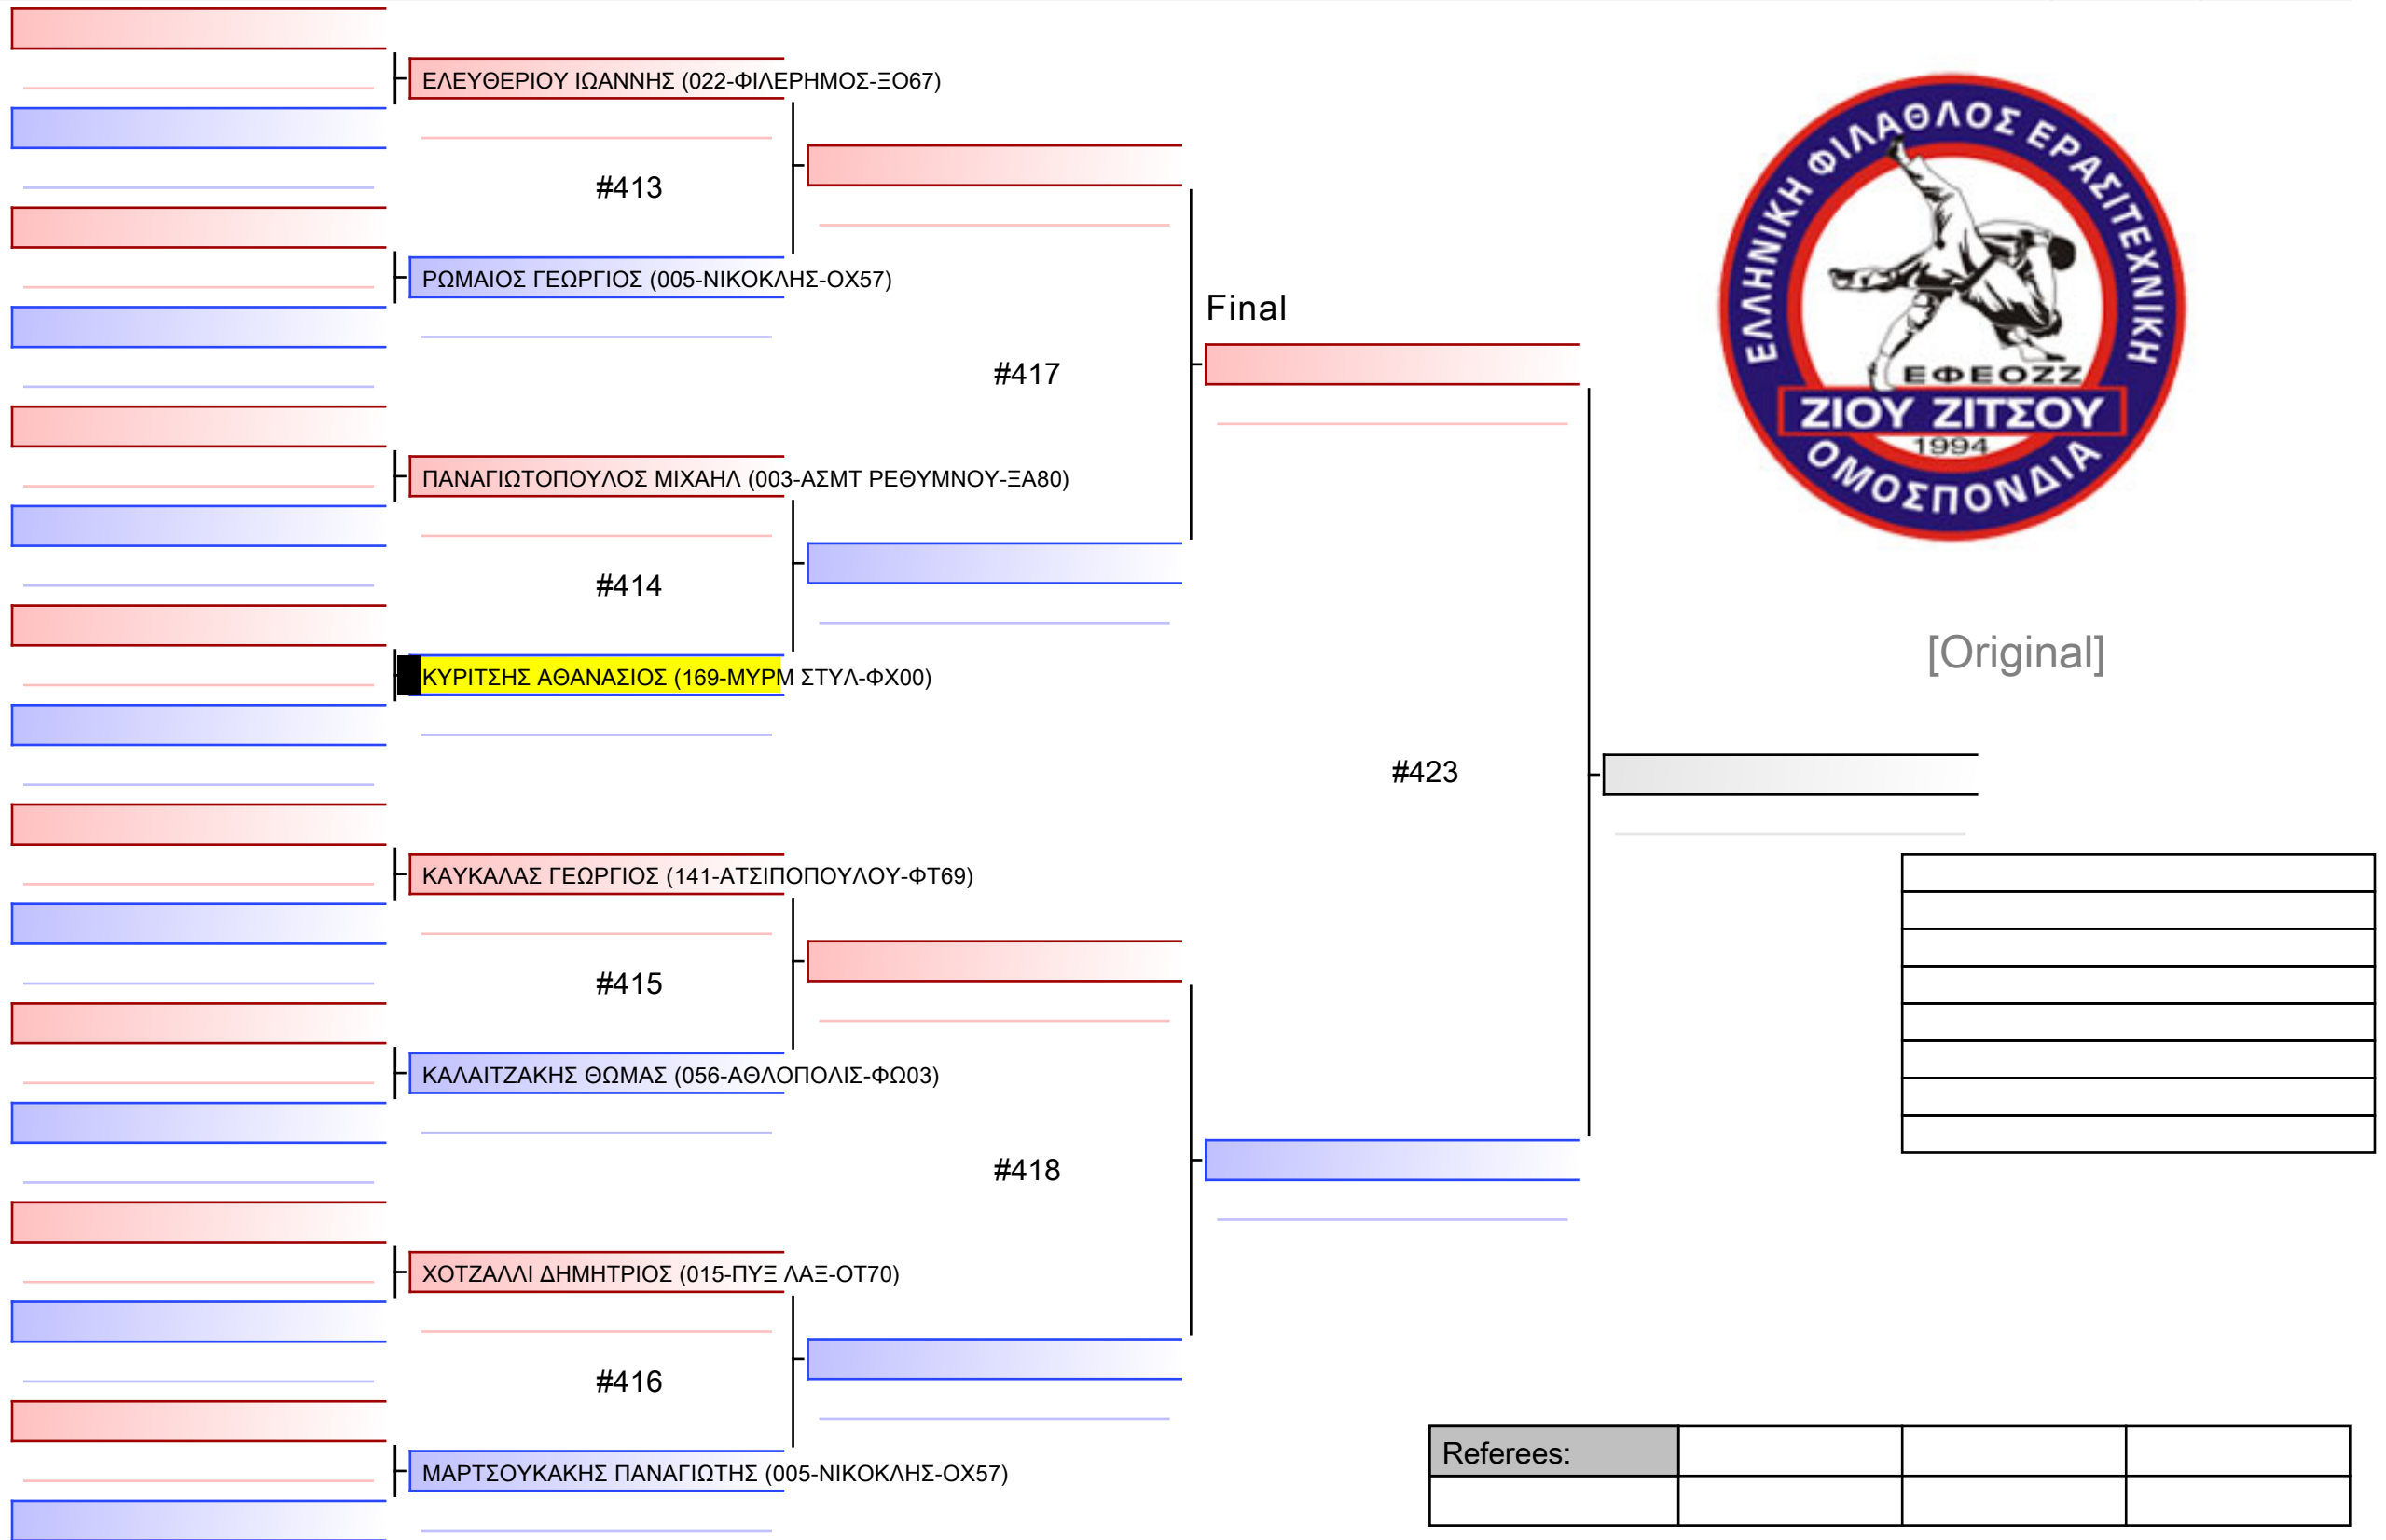 ΕΛΕΥΘΕΡΙΟΥ ΙΩΑΝΝΗΣ (022-ΦΙΛΕΡΗΜΟΣ-ΞΟ67)
#413
ΡΩΜΑΙΟΣ ΓΕΩΡΓΙΟΣ (005-ΝΙΚΟΚΛΗΣ-ΟΧ57)
#417
ΠΑΝΑΓΙΩΤΟΠΟΥΛΟΣ ΜΙΧΑΗΛ (003-ΑΣΜΤ ΡΕΘΥΜΝΟΥ-ΞΑ80)
#414
ΚΥΡΙΤΣΗΣ ΑΘΑΝΑΣΙΟΣ (169-ΜΥΡΜ ΣΤΥΛ-ΦΧ00)
Final
#423
ΚΑΥΚΑΛΑΣ ΓΕΩΡΓΙΟΣ (141-ΑΤΣΙΠΟΠΟΥΛΟΥ-ΦΤ69)
#415
ΚΑΛΑΙΤΖΑΚΗΣ ΘΩΜΑΣ (056-ΑΘΛΟΠΟΛΙΣ-ΦΩ03)
#418
ΧΟΤΖΑΛΛΙ ΔΗΜΗΤΡΙΟΣ (015-ΠΥΞ ΛΑΞ-ΟΤ70)
#416
ΜΑΡΤΣΟΥΚΑΚΗΣ ΠΑΝΑΓΙΩΤΗΣ (005-ΝΙΚΟΚΛΗΣ-ΟΧ57)
ΕΛΛΗΝΙΚΗ ΦΙΛΑΘΛΟΣ ΕΡΑΣΙΤΕΧΝΙΚΗ
ΕΦΕΟΖΖ
ΖΙΟΥ ΖΙΤΣΟΥ
1994
ΟΜΟΣΠΟΝΔΙΑ
[Original]
Referees: